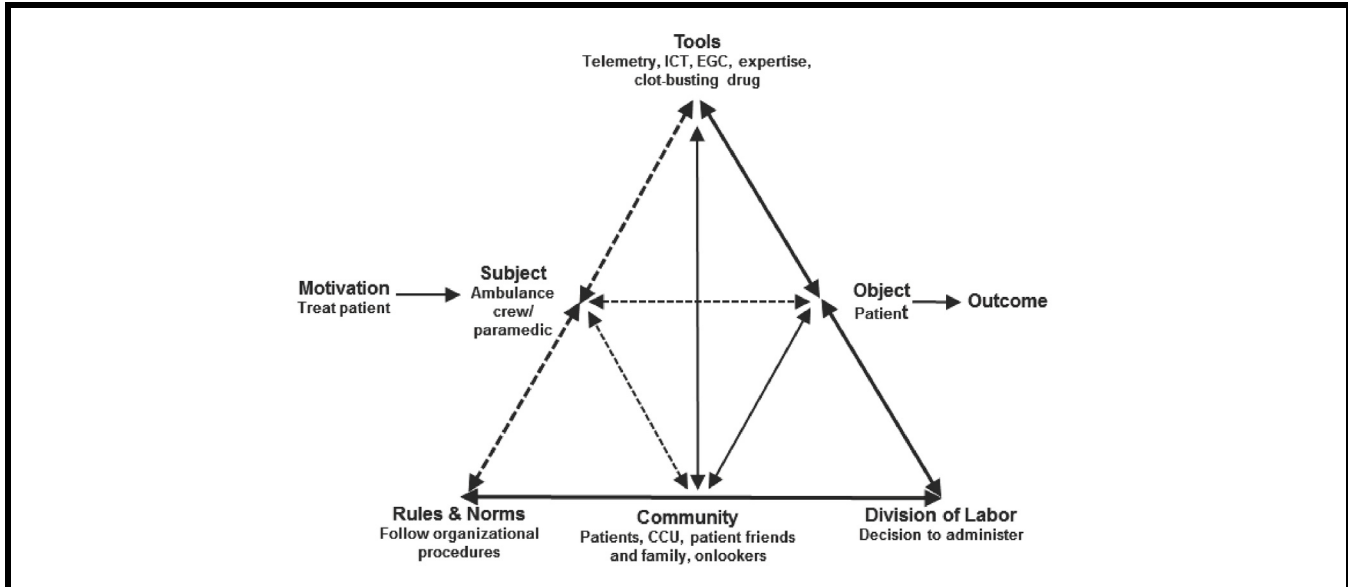 Tools
Telemetry, ICT, EGC, expertise,
clot-busting drug
Motivation
Treat patient
Subject
Ambulance
crew/
paramedic
Object
Patient
Outcome
Rules & Norms
Follow organizational
procedures
Community
Patients, CCU, patient friends
and family, onlookers
Division of Labor
Decision to administer